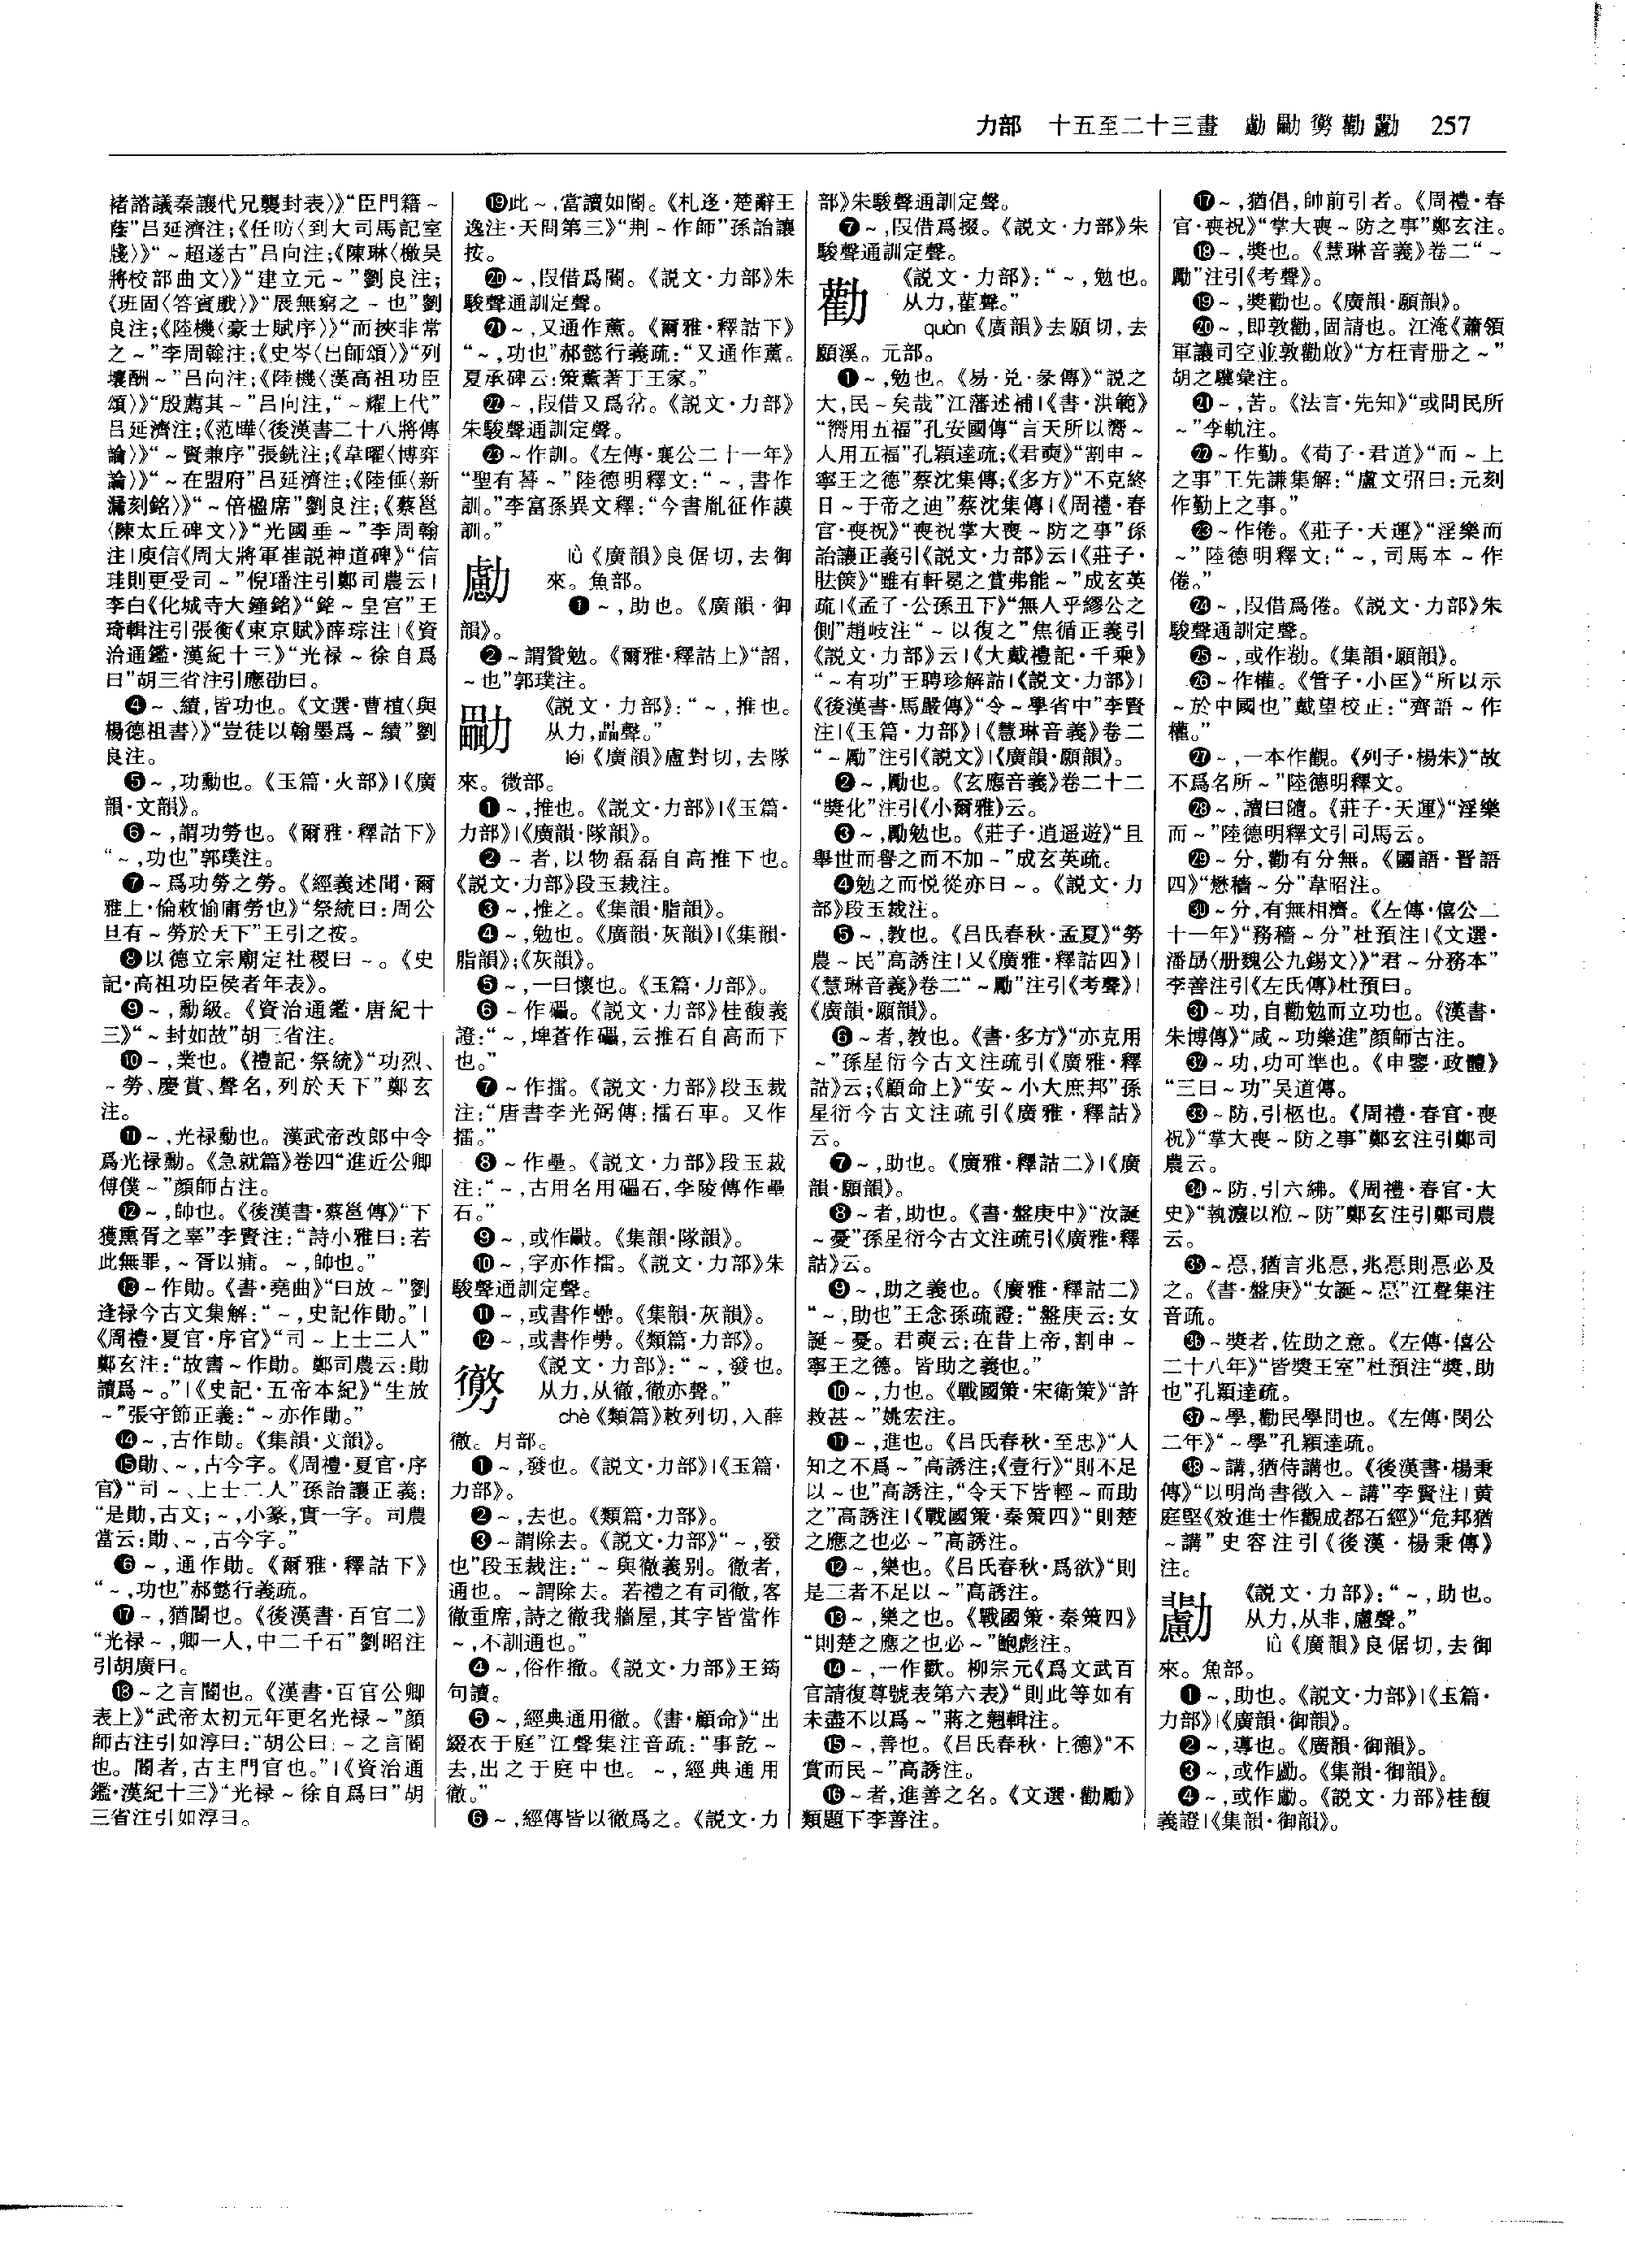 力部　十五至二十三畫　勴勵勶勸勴　257
褚諮議蓁讓代兄襲封表〉》“臣門籍～
蔭”吕延濟注;《任昉〈到大司馬記室
牋〉》“～超遂古”吕向注;《陳琳〈檄吴
將校部曲文〉》“建立元～”劉良注;
《班固〈答賓戲〉》“展無窮之～也”劉
良注;《陸機〈豪士賦序〉》“而挾非常
之～”李周翰注;《史岑〈出師頌〉》“列
壤酬～”吕向注;《陸機〈漢高祖功臣
頌〉》“殷薦其～”吕向注,“～耀上代”
吕延濟注;《范曄〈後漢書二十八將傳
論〉》“～賢兼序”張銑注;《韋曜〈博弈
論〉》“～在盟府”吕延濟注;《陸倕〈新
漏刻銘〉》“～倍楹席”劉良注;《蔡邕
〈陳太丘碑文〉》“光國垂～”李周翰
注|庾信《周大將軍崔説神道碑》“信
珪則更受司～”倪璠注引鄭司農云|
李白《化城寺大鐘銘》“銘～皇宫”王
琦輯注引張衡《東京賦》薛琮注|《資
治通鑑·漢紀十三》“光禄～徐自爲
曰”胡三省注引應劭曰。
❹～、績,皆功也。《文選·曹植〈與
楊德祖書〉》“豈徒以翰墨爲～績”劉
良注。
❺～,功勳也。《玉篇·火部》|《廣
韻·文韻》。
❻～,謂功勞也。《爾雅·釋詁下》
“～,功也”郭璞注。
❼～爲功勞之勞。《經義述聞·爾
雅上·倫敕愉庸勞也》“祭統曰:周公
旦有～勞於天下”王引之按。
❽以德立宗廟定社稷曰～。《史
記·高祖功臣侯者年表》。
❾～,勳級。《資治通鑑·唐紀十
三》“～封如故”胡三省注。
❿～,業也。《禮記·祭統》“功烈、
～勞、慶賞、聲名,列於天下”鄭玄
注。
⓫～,光禄勳也。漢武帝改郎中令
爲光禄勳。《急就篇》卷四“進近公卿
傅僕～”顔師古注。
⓬～,帥也。《後漢書·蔡邕傳》“下
獲熏胥之辜”李賢注:“詩小雅曰:若
此無罪,～胥以痡。～,帥也。”
⓭～作勛。《書·堯典》“曰放～”劉
逢禄今古文集解:“～,史記作勛。”|
《周禮·夏官·序官》“司～上士二人”
鄭玄注:“故書～作勛。鄭司農云:勛
讀爲～。”|《史記·五帝本紀》“生放
～”張守節正義:“～亦作勛。”
⓮～,古作勛。《集韻·文韻》。
⓯勛、～,古今字。《周禮·夏官·序
官》“司～、上士二人”孫詒讓正義:
“是勛,古文;～,小篆,實一字。司農
當云:勛、～,古今字。”
⓰～,通作勛。《爾雅·釋詁下》
“～,功也”郝懿行義疏。
⓱～,猶閽也。《後漢書·百官二》
“光禄～,卿一人,中二千石”劉昭注
引胡廣曰。
⓲～之言閽也。《漢書·百官公卿
表上》“武帝太初元年更名光禄～”顔
師古注引如淳曰:“胡公曰:～之言閽
也。閽者,古主門官也。”|《資治通
鑑·漢紀十三》“光禄～徐自爲曰”胡
三省注引如淳曰。
⓳此～,當讀如閽。《札迻·楚辭王
逸注·天問第三》“荆～作師”孫詒讓
按。
⓴～,叚借爲閽。《説文·力部》朱
駿聲通訓定聲。
㉑～,又通作薰。《爾雅·釋詁下》
“～,功也”郝懿行義疏:“又通作薰。
夏承碑云:策薰著于王家。”
㉒～,叚借又爲芬。《説文·力部》
朱駿聲通訓定聲。
㉓～作訓。《左傳·襄公二十一年》
“聖有謩～”陸德明釋文:“～,書作
訓。”李富孫異文釋:“今書胤征作謨
訓。”
勴　lǜ《廣韻》良倨切,去御
來。魚部。
❶～,助也。《廣韻·御
韻》。
❷～謂贊勉。《爾雅·釋詁上》“詔,
～也”郭璞注。
勵　《説文·力部》:“～,推也。
从力,畾聲。”
lèi《廣韻》盧對切,去隊
來。微部。
❶～,推也。《説文·力部》|《玉篇·
力部》|《廣韻·隊韻》。
❷～者,以物磊磊自高推下也。
《説文·力部》段玉裁注。
❸～,推之。《集韻·脂韻》。
❹～,勉也。《廣韻·灰韻》|《集韻·
脂韻》;《灰韻》。
❺～,一曰懷也。《玉篇·力部》。
❻～作礧。《説文·力部》桂馥義
證:“～,埤蒼作礧,云推石自高而下
也。”
❼～作擂。《説文·力部》段玉裁
注:“唐書李光弼傳:擂石車。又作
擂。”
❽～作壘。《説文·力部》段玉裁
注:“～,古用名用礧石,李陵傳作壘
石。”
❾～,或作㪍。《集韻·隊韻》。
❿～,字亦作擂。《説文·力部》朱
駿聲通訓定聲。
⓫～,或書作㔣。《集韻·灰韻》。
⓬～,或書作勞。《類篇·力部》。
勶　《説文·力部》:“～,發也。
从力,从徹,徹亦聲。”
chè《類篇》敕列切,入薛
徹。月部。
❶～,發也。《説文·力部》|《玉篇·
力部》。
❷～,去也。《類篇·力部》。
❸～謂除去。《説文·力部》“～,發
也”段玉裁注:“～與徹義别。徹者,
通也。～謂除去。若禮之有司徹,客
徹重席,詩之徹我牆屋,其字皆當作
～,不訓通也。”
❹～,俗作撤。《説文·力部》王筠
句讀。
❺～,經典通用徹。《書·顧命》“出
綴衣于庭”江聲集注音疏:“事訖～
去,出之于庭中也。～,經典通用
徹。”
❻～,經傳皆以徹爲之。《説文·力
部》朱駿聲通訓定聲。
❼～,叚借爲掇。《説文·力部》朱
駿聲通訓定聲。
勸　《説文·力部》:“～,勉也。
从力,雚聲。”
quàn《廣韻》去願切,去
願溪。元部。
❶～,勉也。《易·兑·彖傳》“説之
大,民～矣哉”江藩述補|《書·洪範》
“嚮用五福”孔安國傳“言天所以嚮～
人用五福”孔穎達疏;《君奭》“割申～
寧王之德”蔡沈集傳;《多方》“不克終
日～于帝之迪”蔡沈集傳|《周禮·春
官·喪祝》“喪祝掌大喪～防之事”孫
詒讓正義引《説文·力部》云|《莊子·
胠篋》“雖有軒冕之賞弗能～”成玄英
疏|《孟子·公孫丑下》“無人乎繆公之
側”趙岐注“～以復之”焦循正義引
《説文·力部》云|《大戴禮記·千乘》
“～有功”王聘珍解詁|《説文·力部》|
《後漢書·馬嚴傳》“令～學省中”李賢
注|《玉篇·力部》|《慧琳音義》卷二
“～勵”注引《説文》|《廣韻·願韻》。
❷～,勵也。《玄應音義》卷二十二
“獎化”注引《小爾雅》云。
❸～,勵勉也。《莊子·逍遥遊》“且
舉世而譽之而不加～”成玄英疏。
❹勉之而悦從亦曰～。《説文·力
部》段玉裁注。
❺～,教也。《吕氏春秋·孟夏》“勞
農～民”高誘注|又《廣雅·釋詁四》|
《慧琳音義》卷二“～勵”注引《考聲》|
《廣韻·願韻》。
❻～者,教也。《書·多方》“亦克用
～”孫星衍今古文注疏引《廣雅·釋
詁》云;《顧命上》“安～小大庶邦”孫
星衍今古文注疏引《廣雅·釋詁》
云。
❼～,助也。《廣雅·釋詁二》|《廣
韻·願韻》。
❽～者,助也。《書·盤庚中》“汝誕
～憂”孫星衍今古文注疏引《廣雅·釋
詁》云。
❾～,助之義也。《廣雅·釋詁二》
“～,助也”王念孫疏證:“盤庚云:女
誕～憂。君奭云:在昔上帝,割申～
寧王之德。皆助之義也。”
❿～,力也。《戰國策·宋衛策》“許
救甚～”姚宏注。
⓫～,進也。《吕氏春秋·至忠》“人
知之不爲～”高誘注;《壹行》“則不足
以～也”高誘注,“令天下皆輕～而助
之”高誘注|《戰國策·秦策四》“則楚
之應之也必～”高誘注。
⓬～,樂也。《吕氏春秋·爲欲》“則
是三者不足以～”高誘注。
⓭～,樂之也。《戰國策·秦策四》
“則楚之應之也必～”鮑彪注。
⓮～,一作歡。柳宗元《爲文武百
官請復尊號表第六表》“則此等如有
未盡不以爲～”蔣之翹輯注。
⓯～,善也。《吕氏春秋·上德》“不
賞而民～”高誘注。
⓰～者,進善之名。《文選·勸勵》
類題下李善注。
⓱～,猶倡,帥前引者。《周禮·春
官·喪祝》“掌大喪～防之事”鄭玄注。
⓲～,獎也。《慧琳音義》卷二“～
勵”注引《考聲》。
⓳～,獎勸也。《廣韻·願韻》。
⓴～,即敦勸,固請也。江淹《蕭領
軍讓司空並敦勸啟》“方枉青册之～”
胡之驥彙注。
㉑～,苦。《法言·先知》“或問民所
～”李軌注。
㉒～作勤。《荀子·君道》“而～上
之事”王先謙集解:“盧文弨曰:元刻
作勤上之事。”
㉓～作倦。《莊子·天運》“淫樂而
～”陸德明釋文:“～,司馬本～作
倦。”
㉔～,叚借爲倦。《説文·力部》朱
駿聲通訓定聲。
㉕～,或作勌。《集韻·願韻》。
㉖～作權。《管子·小匡》“所以示
～於中國也”戴望校正:“齊語～作
權。”
㉗～,一本作觀。《列子·楊朱》“故
不爲名所～”陸德明釋文。
㉘～,讀曰隨。《莊子·天運》“淫樂
而～”陸德明釋文引司馬云。
㉙～分,勸有分無。《國語·晋語
四》“懋穡～分”韋昭注。
㉚～分,有無相濟。《左傳·僖公二
十一年》“務穡～分”杜預注|《文選·
潘勗〈册魏公九錫文〉》“君～分務本”
李善注引《左氏傳》杜預曰。
㉛～功,自勸勉而立功也。《漢書·
朱博傳》“咸～功樂進”顔師古注。
㉜～功,功可準也。《申鑒·政體》
“三曰～功”吴道傳。
㉝～防,引柩也。《周禮·春官·喪
祝》“掌大喪～防之事”鄭玄注引鄭司
農云。
㉞～防,引六紼。《周禮·春官·大
史》“執灋以涖～防”鄭玄注引鄭司農
云。
㉟～惡,猶言兆惡,兆惡則惡必及
之。《書·盤庚》“女誕～惡”江聲集注
音疏。
㊱～獎者,佐助之意。《左傳·僖公
二十八年》“皆獎王室”杜預注“獎,助
也”孔穎達疏。
㊲～學,勸民學問也。《左傳·閔公
二年》“～學”孔穎達疏。
㊳～講,猶侍講也。《後漢書·楊秉
傳》“以明尚書徵入～講”李賢注|黄
庭堅《效進士作觀成都石經》“危邦猶
～講”史容注引《後漢·楊秉傳》
注。
勴　《説文·力部》:“～,助也。
从力,从非,慮聲。”
lǜ《廣韻》良倨切,去御
來。魚部。
❶～,助也。《説文·力部》|《玉篇·
力部》|《廣韻·御韻》。
❷～,導也。《廣韻·御韻》。
❸～,或作勴。《集韻·御韻》。
❹～,或作勴。《説文·力部》桂馥
義證|《集韻·御韻》。